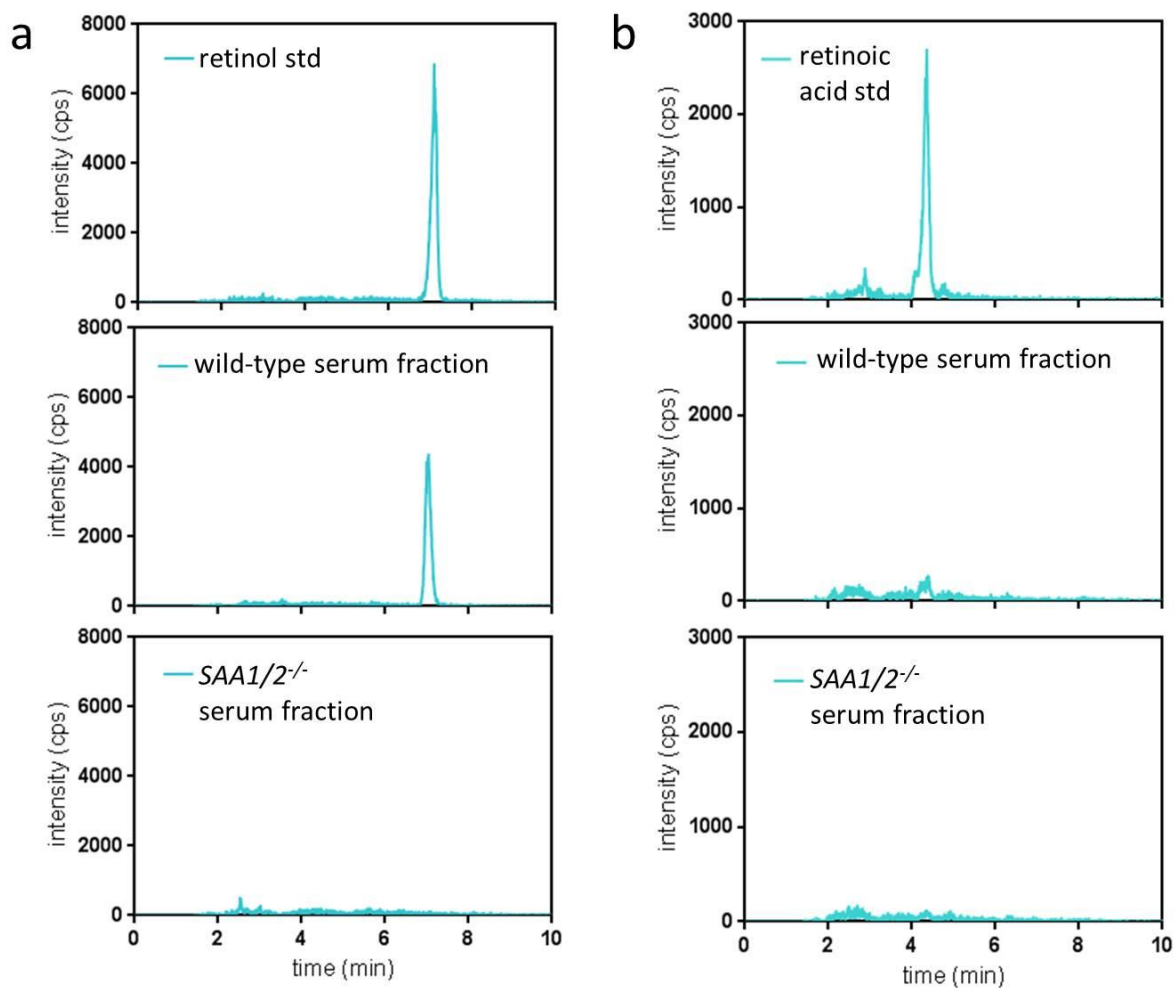 a
8000
6000
4000
2000
0
intensity (cps)
retinol std
8000
6000
4000
2000
0
intensity (cps)
wild-type serum fraction
8000
6000
4000
2000
0
intensity (cps)
SAA1/2-/-
serum fraction
0 2 4 6 8 10
time (min)
b
3000
2000
1000
0
intensity (cps)
retinoic
acid std
3000
2000
1000
0
intensity (cps)
wild-type serum fraction
3000
2000
1000
0
intensity (cps)
SAA1/2-/-
serum fraction
0 2 4 6 8 10
time (min)